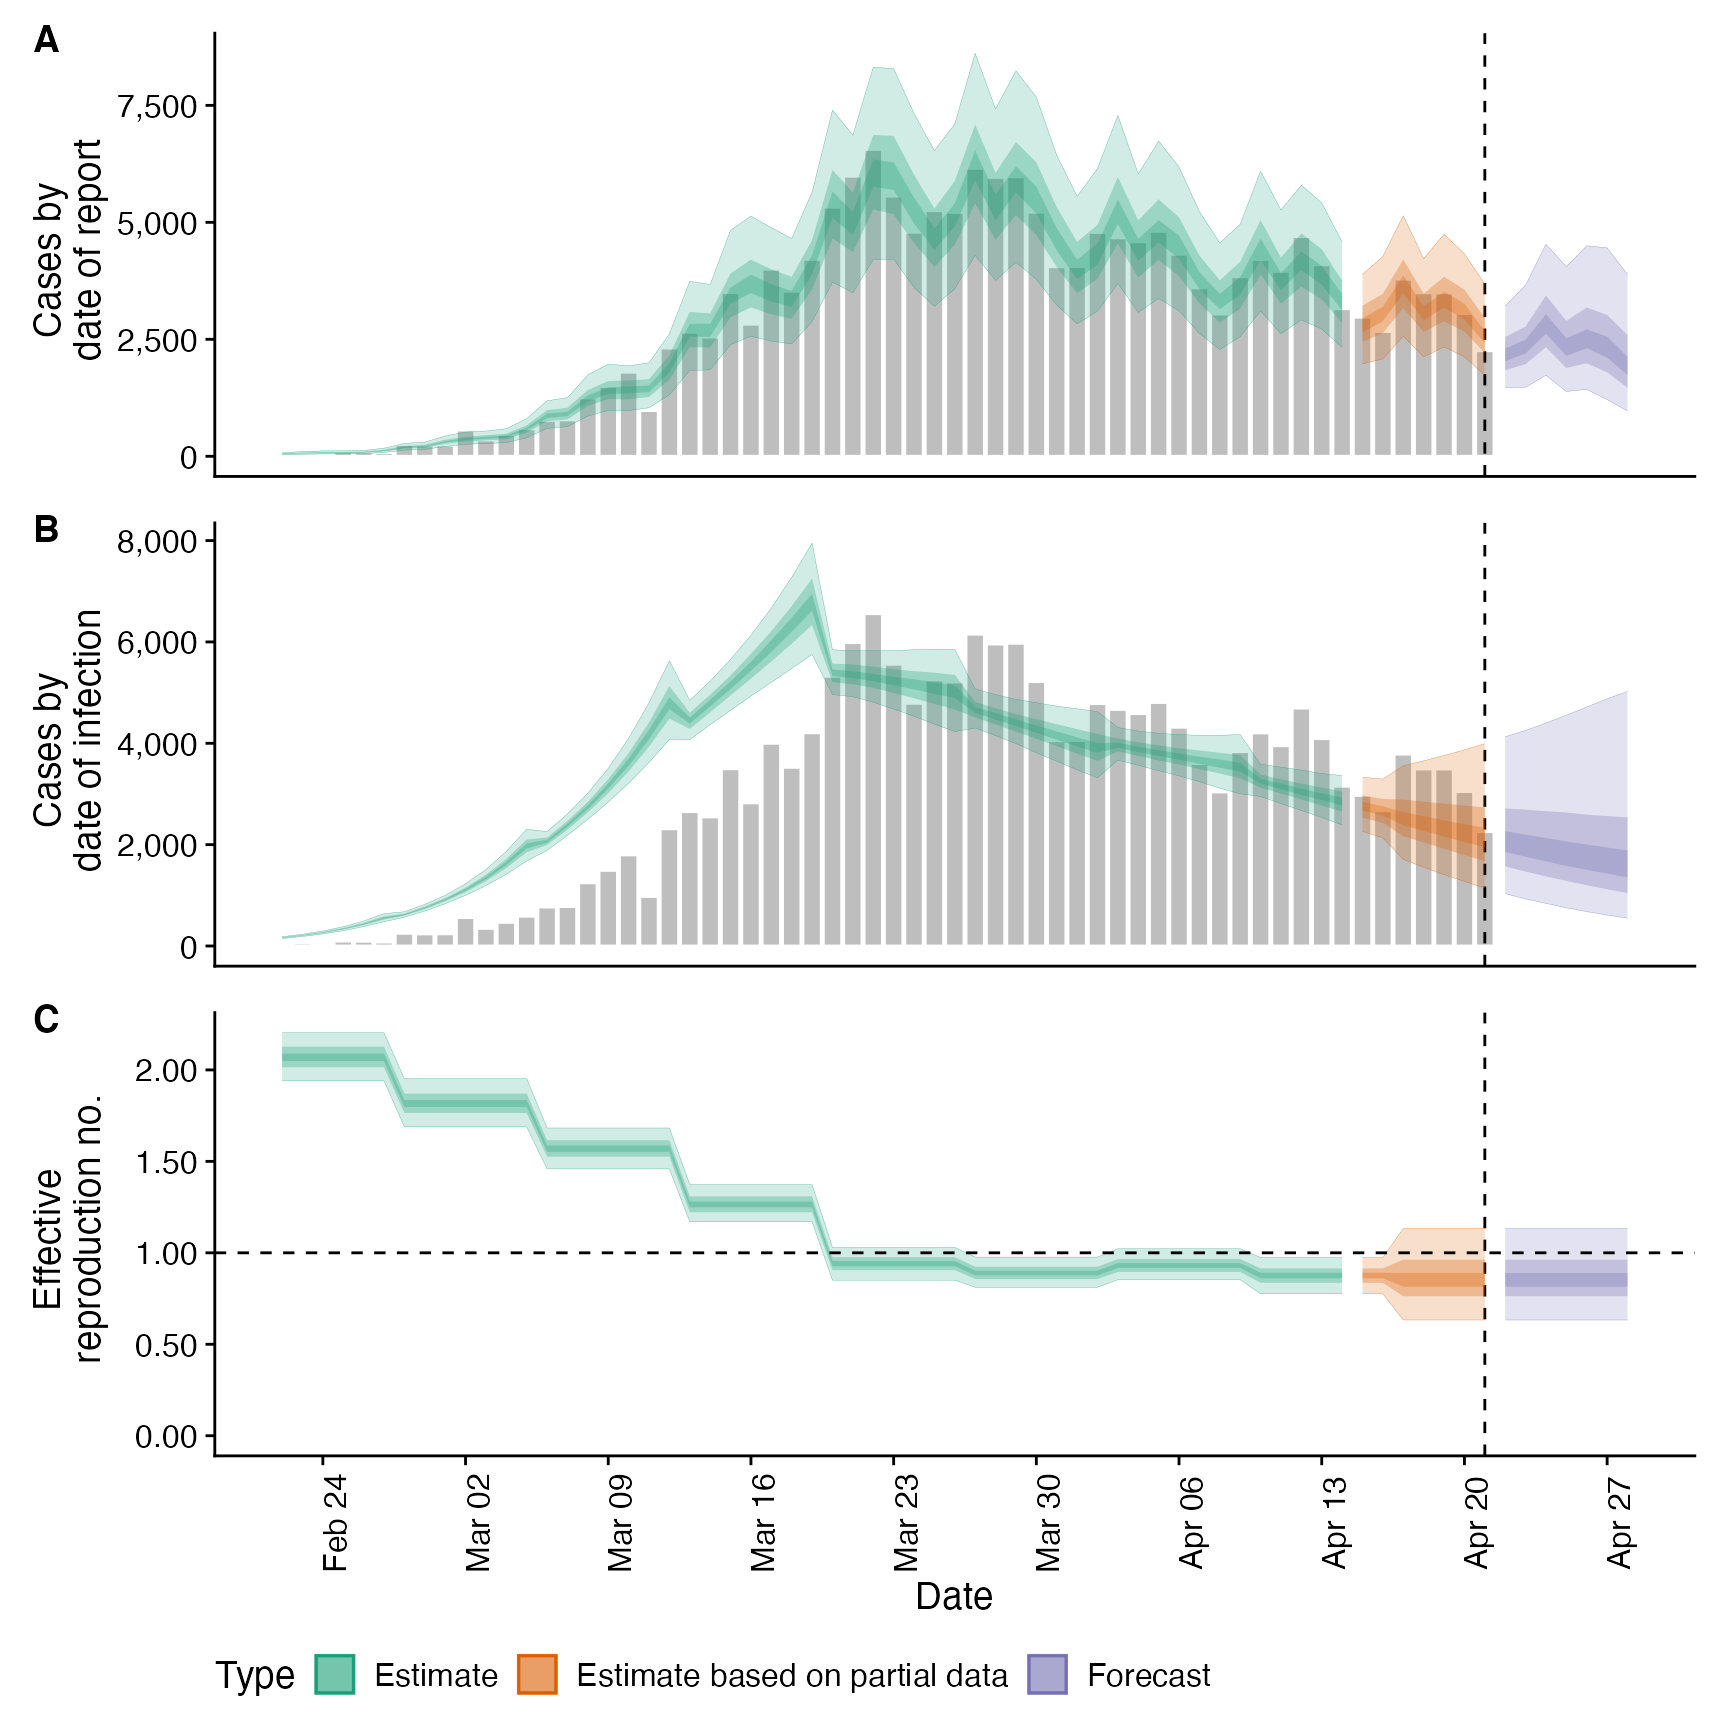 A
Cases by
date of report
7,500
5,000
2,500
0
B
Cases by
date of infection
8,000
6,000
4,000
2,000
0
C
Effective
reproduction no.
2.00
1.50
1.00
0.50
0.00
Feb 24
Mar 02
Mar 09
Mar 16
Mar 23
Mar 30
Apr 06
Apr 13
Apr 20
Apr 27
Date
Type Estimate Estimate based on partial data Forecast